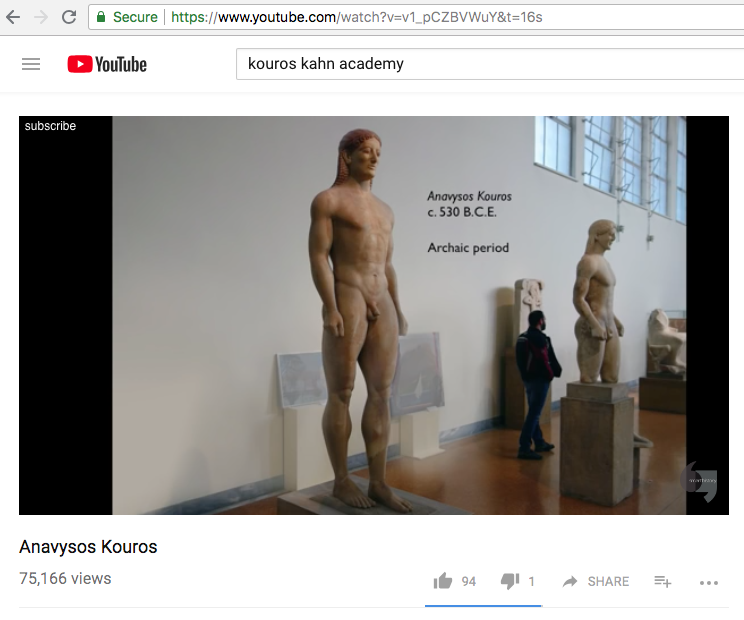 Secure https://www.youtube.com/watch?v=v1_pCZBVWuY&t=16s
YouTube
kouros kahn academy
subscribe
Anavysos Kouros
c. 530 B.C.E.
Archaic period
Anavysos Kouros
75,166 views
94 1 SHARE